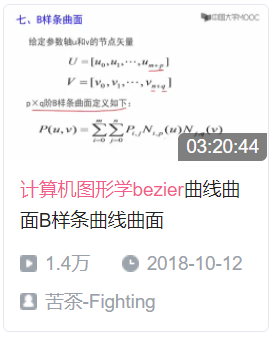 七、B样条曲面
中国大学MOOC
给定参数轴u和v的节点矢量
U=[u₀,u₁,…,uₘ₊ₚ]
V=[v₀,v₁,…,vₙ₊q]
p×q阶B样条曲面定义如下:
P(u,v)=∑ᵢ₌₀ᵐ∑ⱼ₌₀ⁿPᵢ,ⱼNᵢ,ₚ(u)Nⱼ,q(v)
03:20:44
计算机图形学bezier曲线曲
面B样条曲线曲面
1.4万 2018-10-12
苦茶-Fighting